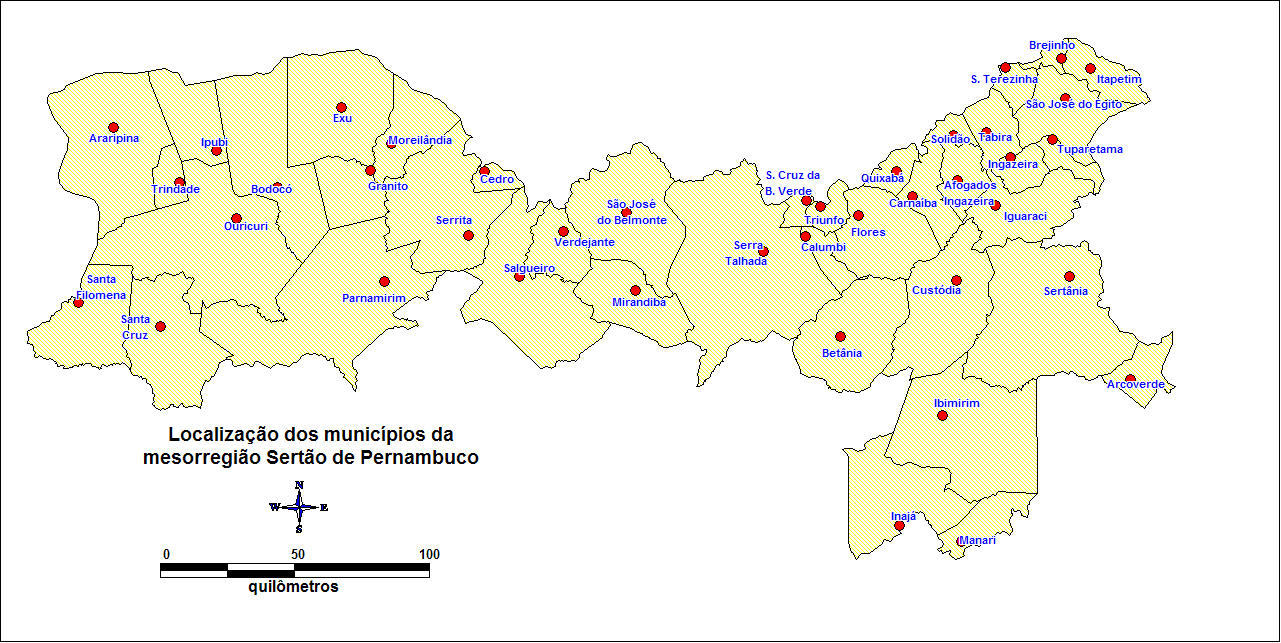 Brejinho
S. Terezinha
Itapetim
São José do Egito
Exu
Araripina
Ipubi
Moreilândia
Solidão
Tabira
Tuparetama
Ingazeira
Trindade
Bodocó
Granito
Cedro
S. Cruz da
B. Verde
Quixaba
Afogados
Ingazeira
Carnaíba
Iguaraci
São José
do Belmonte
Ouricuri
Serrita
Triunfo
Flores
Verdejante
Serra
Talhada
Calumbi
Salgueiro
Santa
Filomena
Parnamirim
Mirandiba
Custódia
Sertânia
Santa
Cruz
Betânia
Arcoverde
Ibimirim
Inajá
Manari
Localização dos municípios da
mesorregião Sertão de Pernambuco
N
W E
S
0 50 100
quilômetros